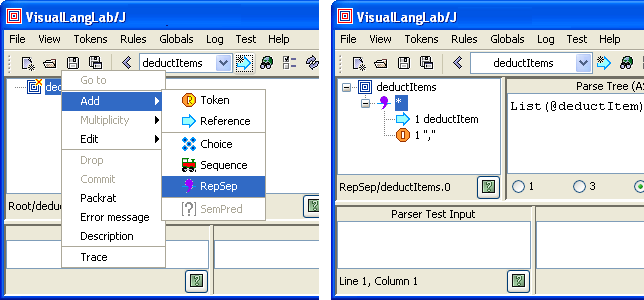 VisualLangLab/J
File View Tokens Rules Globals Log Test Help
deductItems
Go to
Add
Multiplicity
Edit
Drop
Commit
Packrat
Error message
Description
Trace
Token
Reference
Choice
Sequence
RepSep
SemPred
Root/deduc
VisualLangLab/J
File View Tokens Rules Globals Log Test Help
deductItems
deductItems
*
1 deductItem
1 ","
RepSep/deductItems.0
Parse Tree (AS
List(@deductItem)
1
3
Parser Test Input
Line 1, Column 1